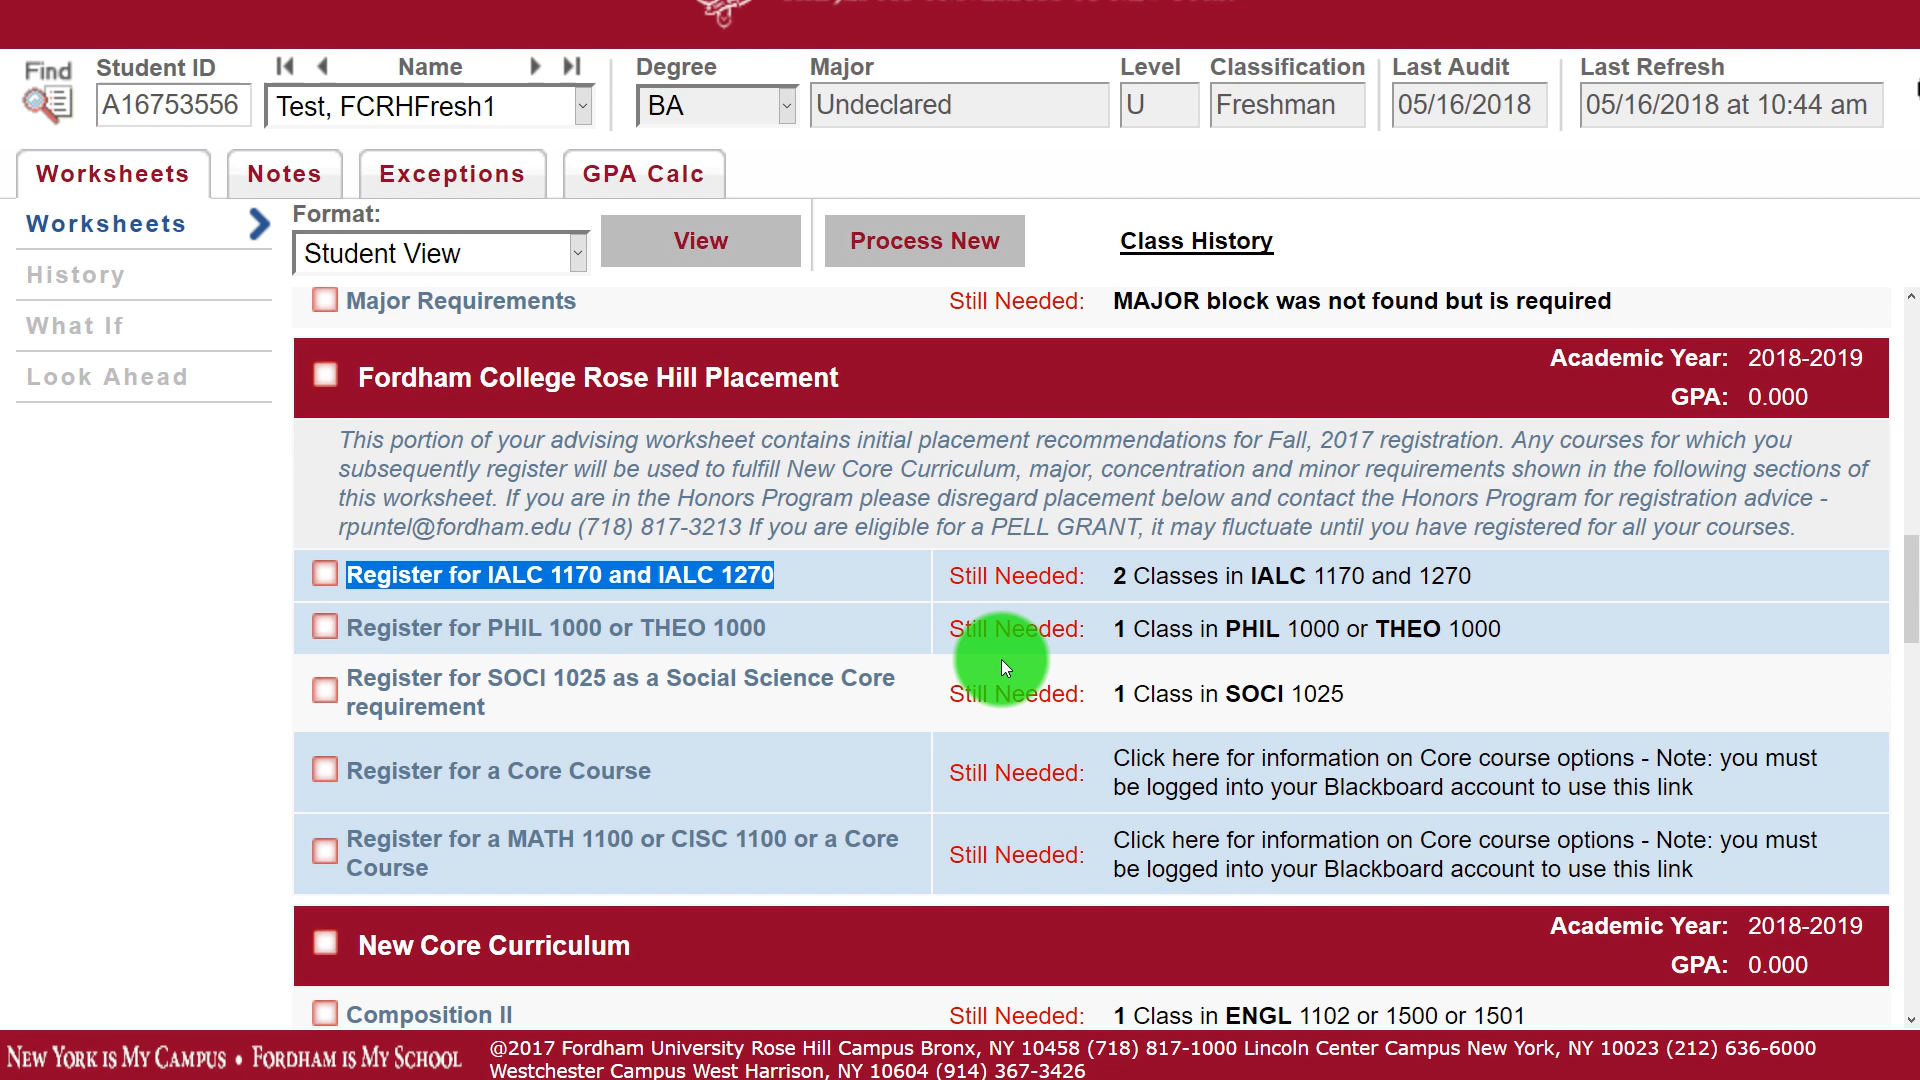 Find
Student ID
Name
Degree
Major
Level
Classification
Last Audit
Last Refresh
A16753556
Test, FCRHFresh1
BA
Undeclared
U
Freshman
05/16/2018
05/16/2018 at 10:44 am
Worksheets
Notes
Exceptions
GPA Calc
Worksheets
History
What If
Look Ahead
Format:
Student View
View
Process New
Class History
Major Requirements
Still Needed:
MAJOR block was not found but is required
Fordham College Rose Hill Placement
Academic Year: 2018-2019
GPA: 0.000
This portion of your advising worksheet contains initial placement recommendations for Fall, 2017 registration. Any courses for which you
subsequently register will be used to fulfill New Core Curriculum, major, concentration and minor requirements shown in the following sections of
this worksheet. If you are in the Honors Program please disregard placement below and contact the Honors Program for registration advice -
rpuntel@fordham.edu (718) 817-3213 If you are eligible for a PELL GRANT, it may fluctuate until you have registered for all your courses.
Register for IALC 1170 and IALC 1270
Still Needed:
2 Classes in IALC 1170 and 1270
Register for PHIL 1000 or THEO 1000
Still Needed:
1 Class in PHIL 1000 or THEO 1000
Register for SOCI 1025 as a Social Science Core
requirement
Still Needed:
1 Class in SOCI 1025
Register for a Core Course
Still Needed:
Click here for information on Core course options - Note: you must
be logged into your Blackboard account to use this link
Register for a MATH 1100 or CISC 1100 or a Core
Course
Still Needed:
Click here for information on Core course options - Note: you must
be logged into your Blackboard account to use this link
New Core Curriculum
Academic Year: 2018-2019
GPA: 0.000
Composition II
Still Needed:
1 Class in ENGL 1102 or 1500 or 1501
NEW YORK IS MY CAMPUS • FORDHAM IS MY SCHOOL
@2017 Fordham University Rose Hill Campus Bronx, NY 10458 (718) 817-1000 Lincoln Center Campus New York, NY 10023 (212) 636-6000
Westchester Campus West Harrison, NY 10604 (914) 367-3426